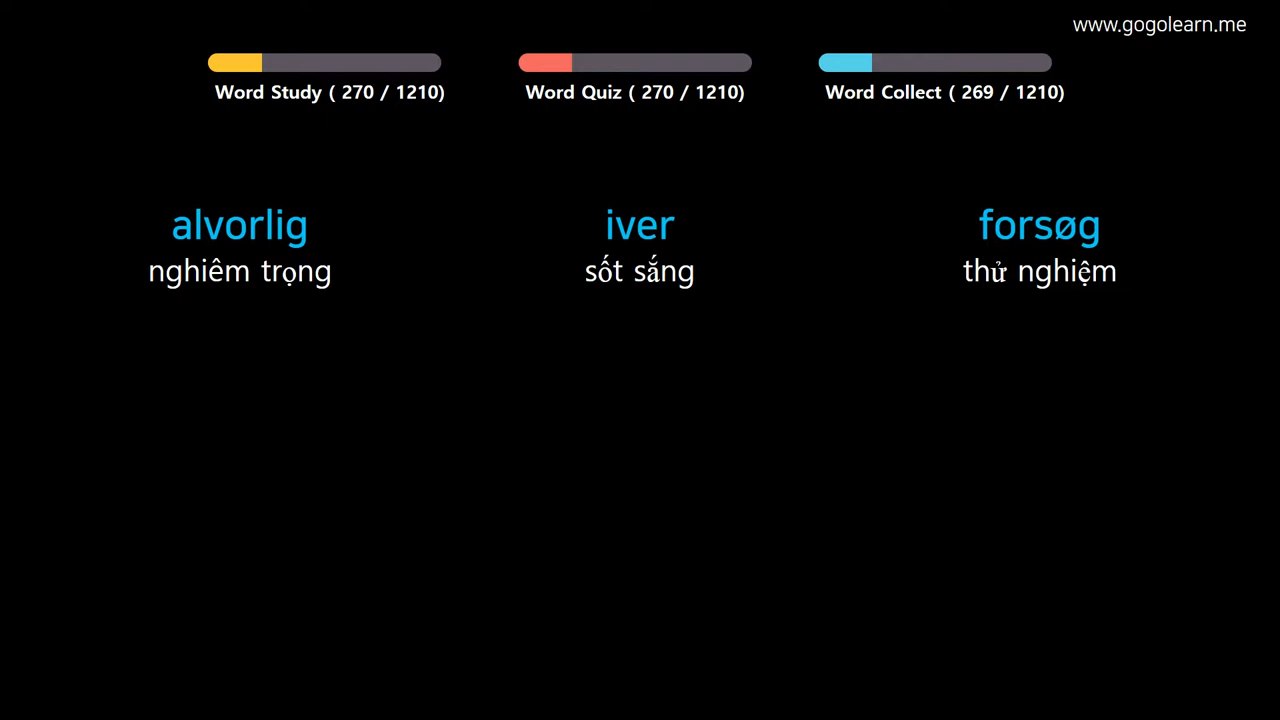 www.gogolearn.me
Word Study ( 270 / 1210)
Word Quiz ( 270 / 1210)
Word Collect ( 269 / 1210)
alvorlig
nghiêm trọng
iver
sốt sắng
forsøg
thử nghiệm